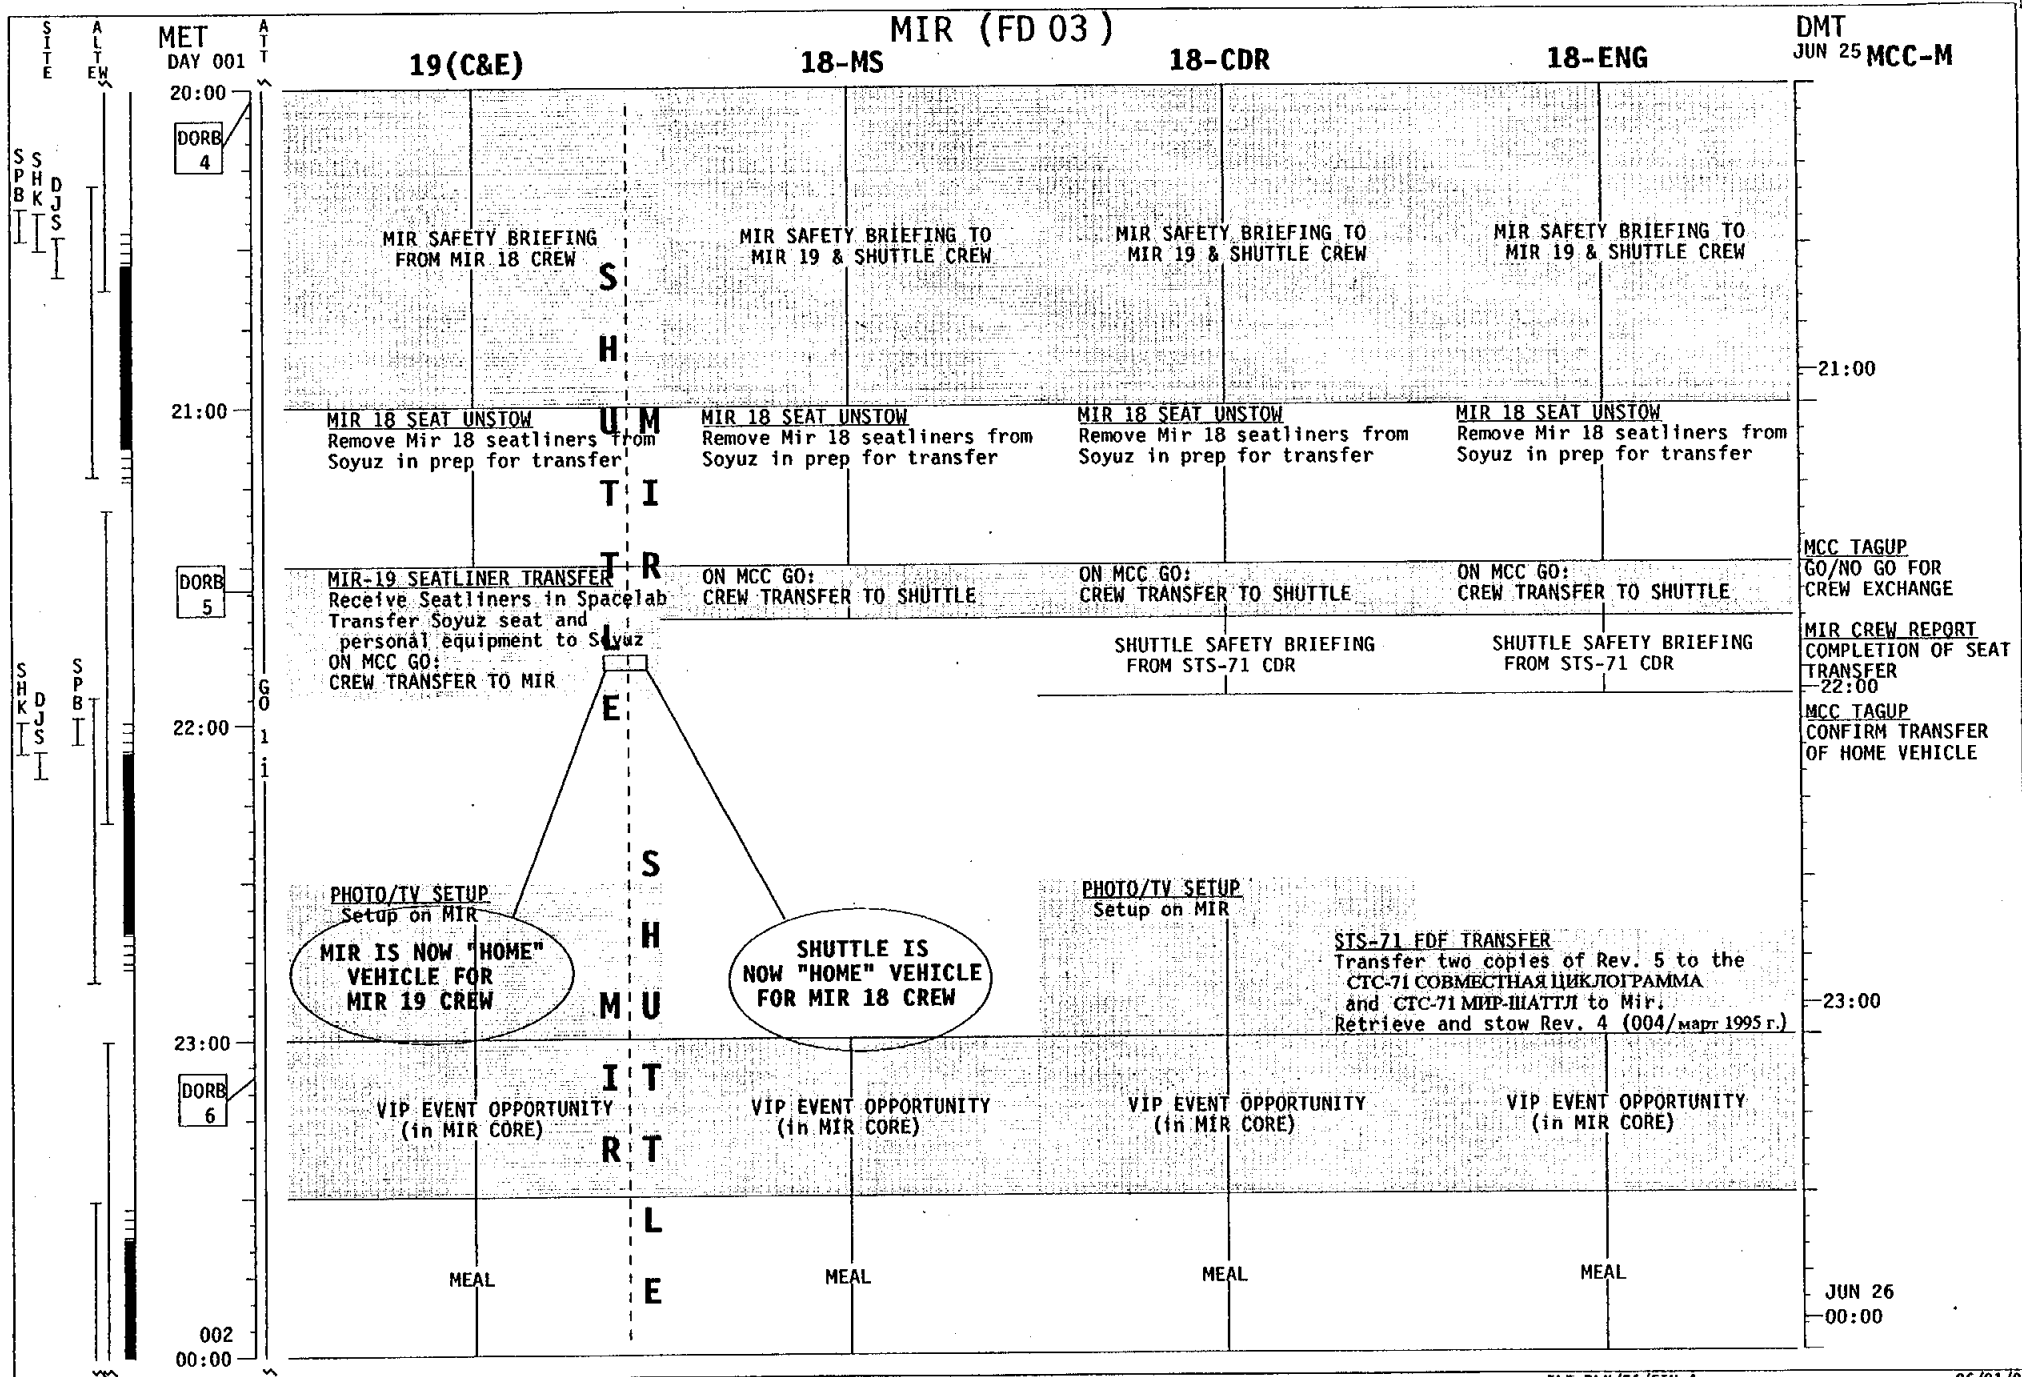 MIR (FD 03)
SITE
ALT
EW
MET
DAY 001
ATT
19(C&E)
18-MS
18-CDR
18-ENG
DMT
JUN 25 MCC-M
20:00
DORB
4
SPB
SHK
DJS
MIR SAFETY BRIEFING
FROM MIR 18 CREW
MIR SAFETY BRIEFING TO
MIR 19 & SHUTTLE CREW
MIR SAFETY BRIEFING TO
MIR 19 & SHUTTLE CREW
MIR SAFETY BRIEFING TO
MIR 19 & SHUTTLE CREW
SHUTTLE
MIR
21:00
21:00
MIR 18 SEAT UNSTOW
Remove Mir 18 seatliners from
Soyuz in prep for transfer
MIR 18 SEAT UNSTOW
Remove Mir 18 seatliners from
Soyuz in prep for transfer
MIR 18 SEAT UNSTOW
Remove Mir 18 seatliners from
Soyuz in prep for transfer
MIR 18 SEAT UNSTOW
Remove Mir 18 seatliners from
Soyuz in prep for transfer
DORB
5
MIR-19 SEATLINER TRANSFER
Receive Seatliners in Spacelab
Transfer Soyuz seat and
personal equipment to Soyuz
ON MCC GO:
CREW TRANSFER TO MIR
ON MCC GO:
CREW TRANSFER TO SHUTTLE
ON MCC GO:
CREW TRANSFER TO SHUTTLE
ON MCC GO:
CREW TRANSFER TO SHUTTLE
SHUTTLE SAFETY BRIEFING
FROM STS-71 CDR
SHUTTLE SAFETY BRIEFING
FROM STS-71 CDR
MCC TAGUP
GO/NO GO FOR
CREW EXCHANGE
MIR CREW REPORT
COMPLETION OF SEAT
TRANSFER
22:00
MCC TAGUP
CONFIRM TRANSFER
OF HOME VEHICLE
SHK
DJS
SPB
22:00
GO 1.1
PHOTO/TV SETUP
Setup on MIR
MIR IS NOW "HOME"
VEHICLE FOR
MIR 19 CREW
SHUTTLE IS
NOW "HOME" VEHICLE
FOR MIR 18 CREW
MIR
SHUTTLE
PHOTO/TV SETUP
Setup on MIR
STS-71 FDF TRANSFER
Transfer two copies of Rev. 5 to the
СТС-71 СОВМЕСТНАЯ ЦИКЛОГРАММА
and СТС-71 МИР-ШАТТЛ to Mir.
Retrieve and stow Rev. 4 (004/март 1995 г.)
23:00
23:00
DORB
6
VIP EVENT OPPORTUNITY
(in MIR CORE)
VIP EVENT OPPORTUNITY
(in MIR CORE)
VIP EVENT OPPORTUNITY
(in MIR CORE)
VIP EVENT OPPORTUNITY
(in MIR CORE)
MEAL
MEAL
MEAL
MEAL
002
00:00
JUN 26
00:00